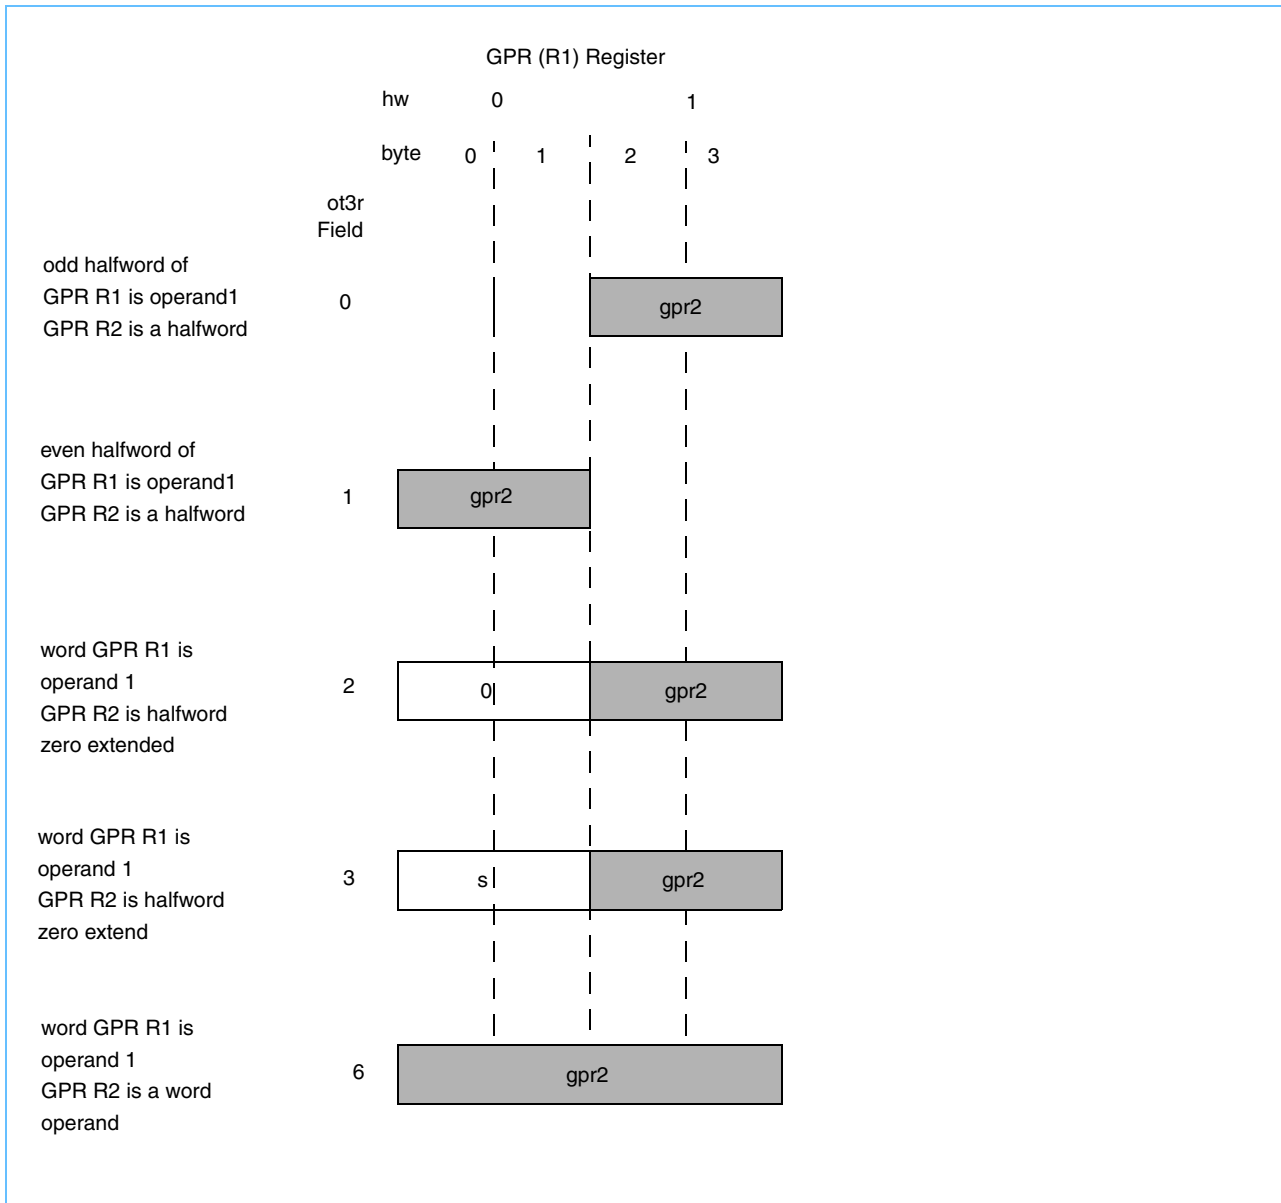 GPR (R1) Register
hw 0 1
byte 0 1 2 3
ot3r
Field
odd halfword of
GPR R1 is operand1
GPR R2 is a halfword
0
gpr2
even halfword of
GPR R1 is operand1
GPR R2 is a halfword
1
gpr2
word GPR R1 is
operand 1
GPR R2 is halfword
zero extended
2
0
gpr2
word GPR R1 is
operand 1
GPR R2 is halfword
zero extend
3
s
gpr2
word GPR R1 is
operand 1
GPR R2 is a word
operand
6
gpr2